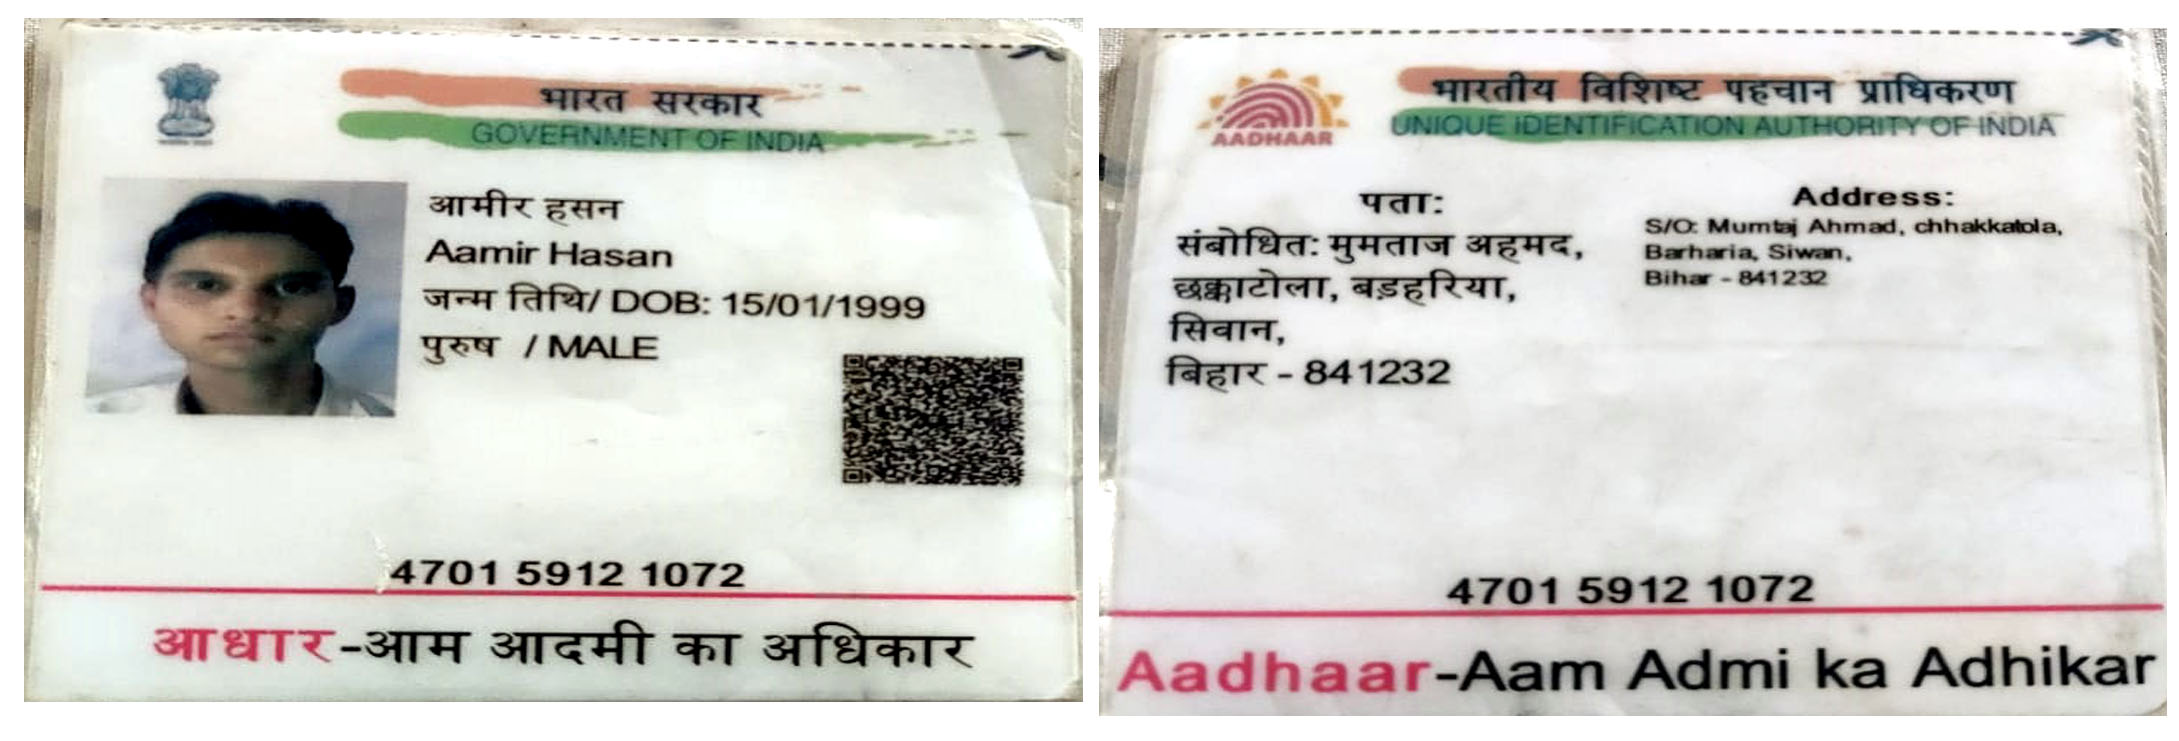 भारत सरकार
GOVERNMENT OF INDIA
आमीर हसन
Aamir Hasan
जन्म तिथि/ DOB: 15/01/1999
पुरुष / MALE
4701 5912 1072
आधार-आम आदमी का अधिकार
भारतीय विशिष्ट पहचान प्राधिकरण
UNIQUE IDENTIFICATION AUTHORITY OF INDIA
AADHAAR
पता:
संबोधित: मुमताज अहमद,
छक्काटोला, बड़हरिया,
सिवान,
बिहार - 841232
Address:
S/O: Mumtaj Ahmad, chhakkatola,
Barharia, Siwan,
Bihar - 841232
4701 5912 1072
Aadhaar-Aam Admi ka Adhikar